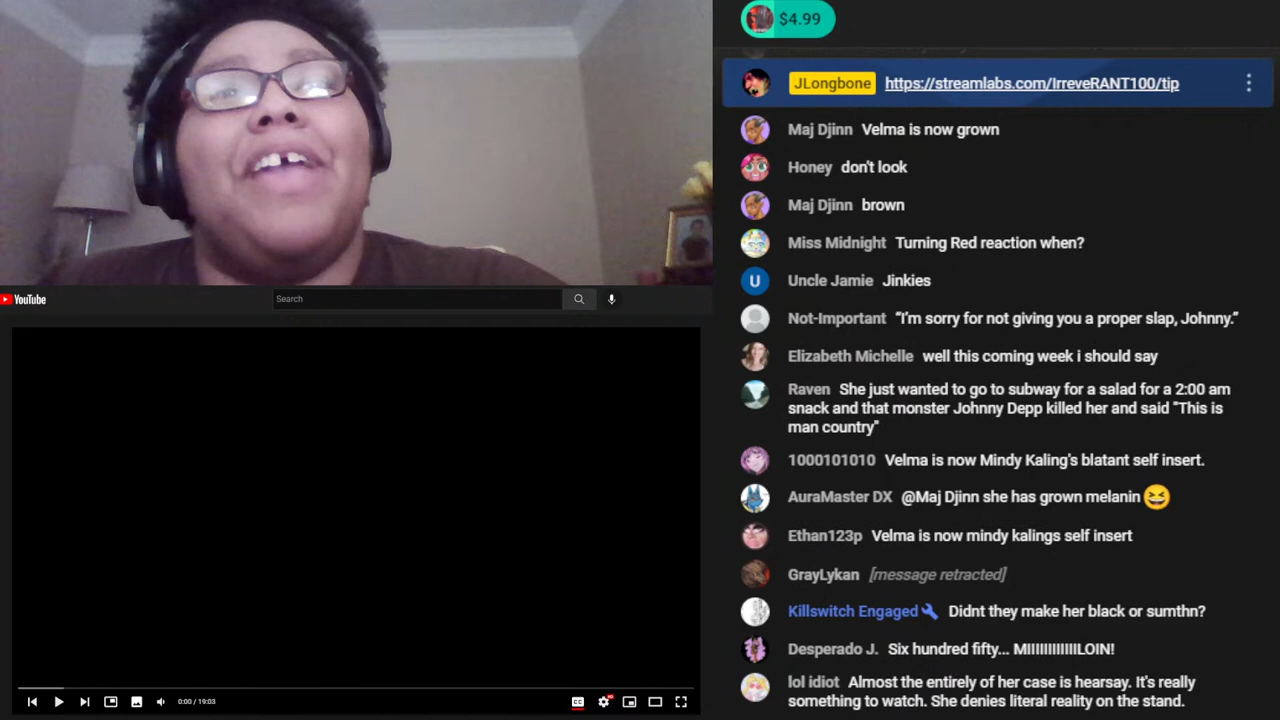 $4.99
JLongbone https://streamlabs.com/IrreveRANT100/tip
Maj Djinn Velma is now grown
Honey don't look
Maj Djinn brown
Miss Midnight Turning Red reaction when?
U Uncle Jamie Jinkies
Not-Important “I’m sorry for not giving you a proper slap, Johnny.”
Elizabeth Michelle well this coming week i should say
Raven She just wanted to go to subway for a salad for a 2:00 am
snack and that monster Johnny Depp killed her and said "This is
man country"
1000101010 Velma is now Mindy Kaling's blatant self insert.
AuraMaster DX @Maj Djinn she has grown melanin 😆
Ethan123p Velma is now mindy kalings self insert
GrayLykan [message retracted]
Killswitch Engaged Didnt they make her black or sumthn?
Desperado J. Six hundred fifty... MIIIIIIIIIIIILOIN!
lol idiot Almost the entirely of her case is hearsay. It's really
something to watch. She denies literal reality on the stand.
YouTube
Search
0:00 / 19:03